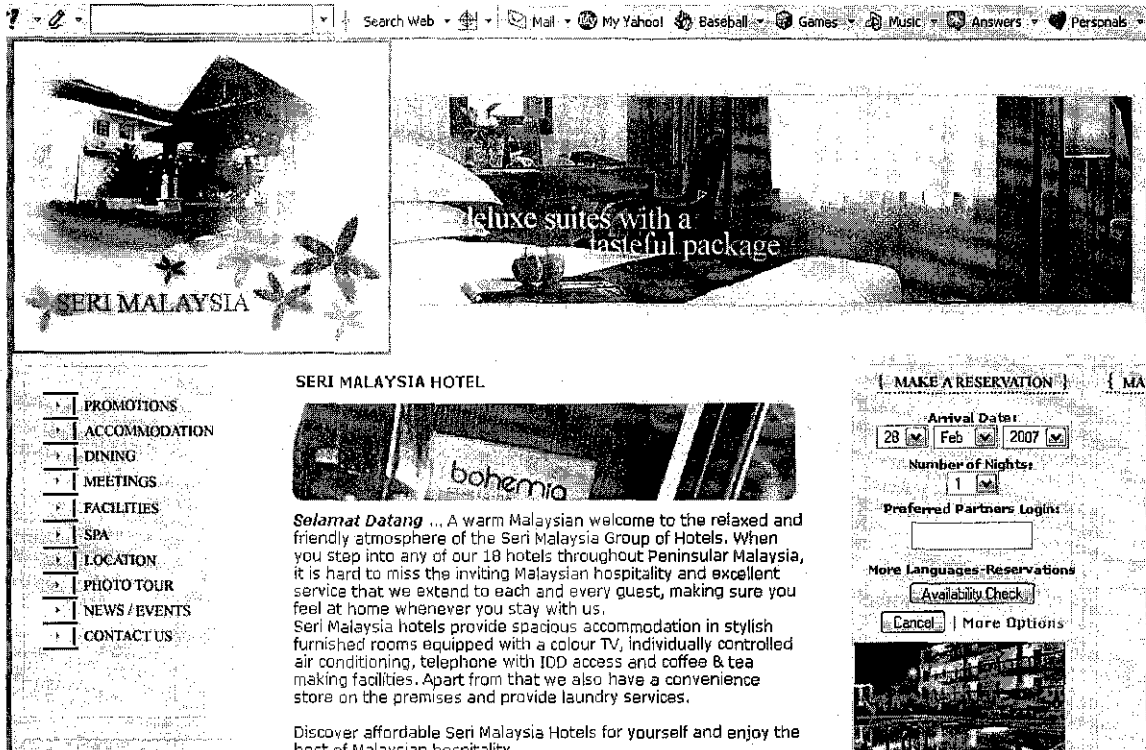 Search Web
Mail
My Yahoo!
Baseball
Games
Music
Answers
Personals
deluxe suites with a
tasteful package
SERI MALAYSIA
PROMOTIONS
ACCOMMODATION
DINING
MEETINGS
FACILITIES
SPA
LOCATION
PHOTO TOUR
NEWS / EVENTS
CONTACT US
SERI MALAYSIA HOTEL
bohemia
Selamat Datang ... A warm Malaysian welcome to the relaxed and
friendly atmosphere of the Seri Malaysia Group of Hotels. When
you step into any of our 18 hotels throughout Peninsular Malaysia,
it is hard to miss the inviting Malaysian hospitality and excellent
service that we extend to each and every guest, making sure you
feel at home whenever you stay with us.
Seri Malaysia hotels provide spacious accommodation in stylish
furnished rooms equipped with a colour TV, individually controlled
air conditioning, telephone with IDD access and coffee & tea
making facilities. Apart from that we also have a convenience
store on the premises and provide laundry services.
Discover affordable Seri Malaysia Hotels for yourself and enjoy the
best of Malaysian hospitality
{ MAKE A RESERVATION }
{ MA
Arrival Date:
28 Feb 2007
Number of Nights:
1
Preferred Partners Login:
More Languages-Reservations
Availability Check
Cancel | More Options